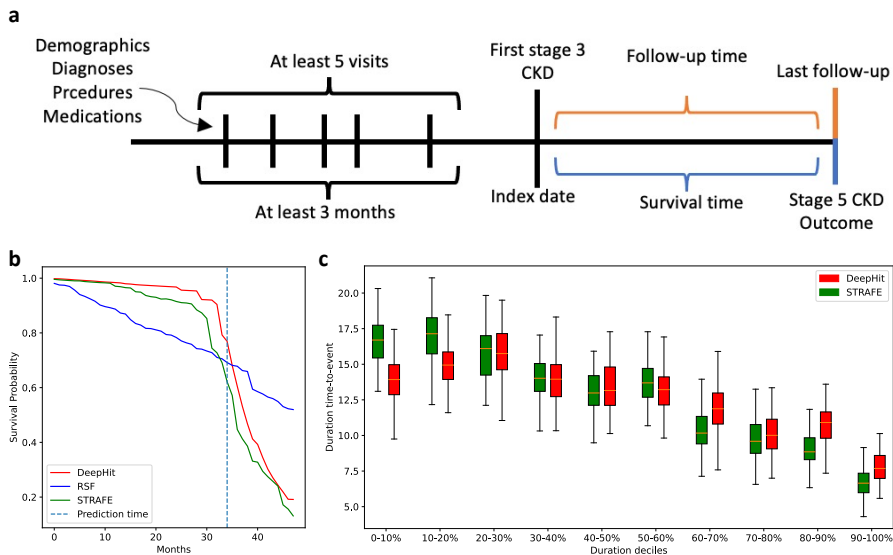 a
Demographics
Diagnoses
Prcedures
Medications
At least 5 visits
At least 3 months
First stage 3
CKD
Index date
Follow-up time
Survival time
Last follow-up
Stage 5 CKD
Outcome
b
Survival Probability
1.0
0.8
0.6
0.4
0.2
DeepHit
RSF
STRAFE
Prediction time
0 10 20 30 40
Months
c
Duration time-to-event
20.0
17.5
15.0
12.5
10.0
7.5
5.0
DeepHit
STRAFE
0-10% 10-20% 20-30% 30-40% 40-50% 50-60% 60-70% 70-80% 80-90% 90-100%
Duration deciles